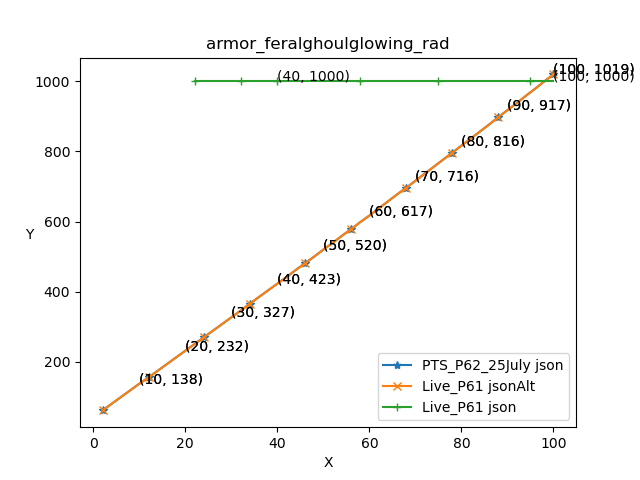 armor_feralghoulglowing_rad
(100, 1019)
(100, 1000)
(40, 1000)
(90, 917)
(80, 816)
(70, 716)
(60, 617)
(50, 520)
(40, 423)
(30, 327)
(20, 232)
(10, 138)
1000
800
600
400
200
Y
PTS_P62_25July json
Live_P61 jsonAlt
Live_P61 json
0 20 40 60 80 100
X